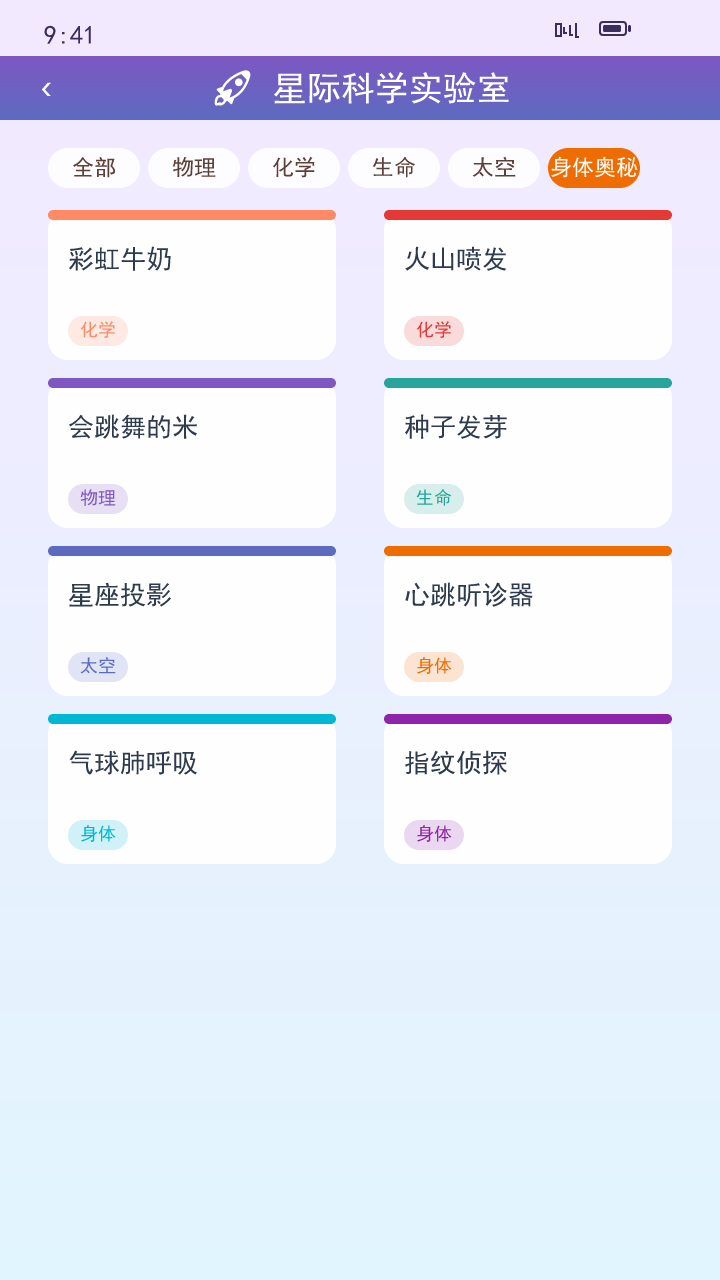 9:41
‹ 星际科学实验室
全部 物理 化学 生命 太空 身体奥秘
彩虹牛奶 火山喷发
化学 化学
会跳舞的米 种子发芽
物理 生命
星座投影 心跳听诊器
太空 身体
气球肺呼吸 指纹侦探
身体 身体